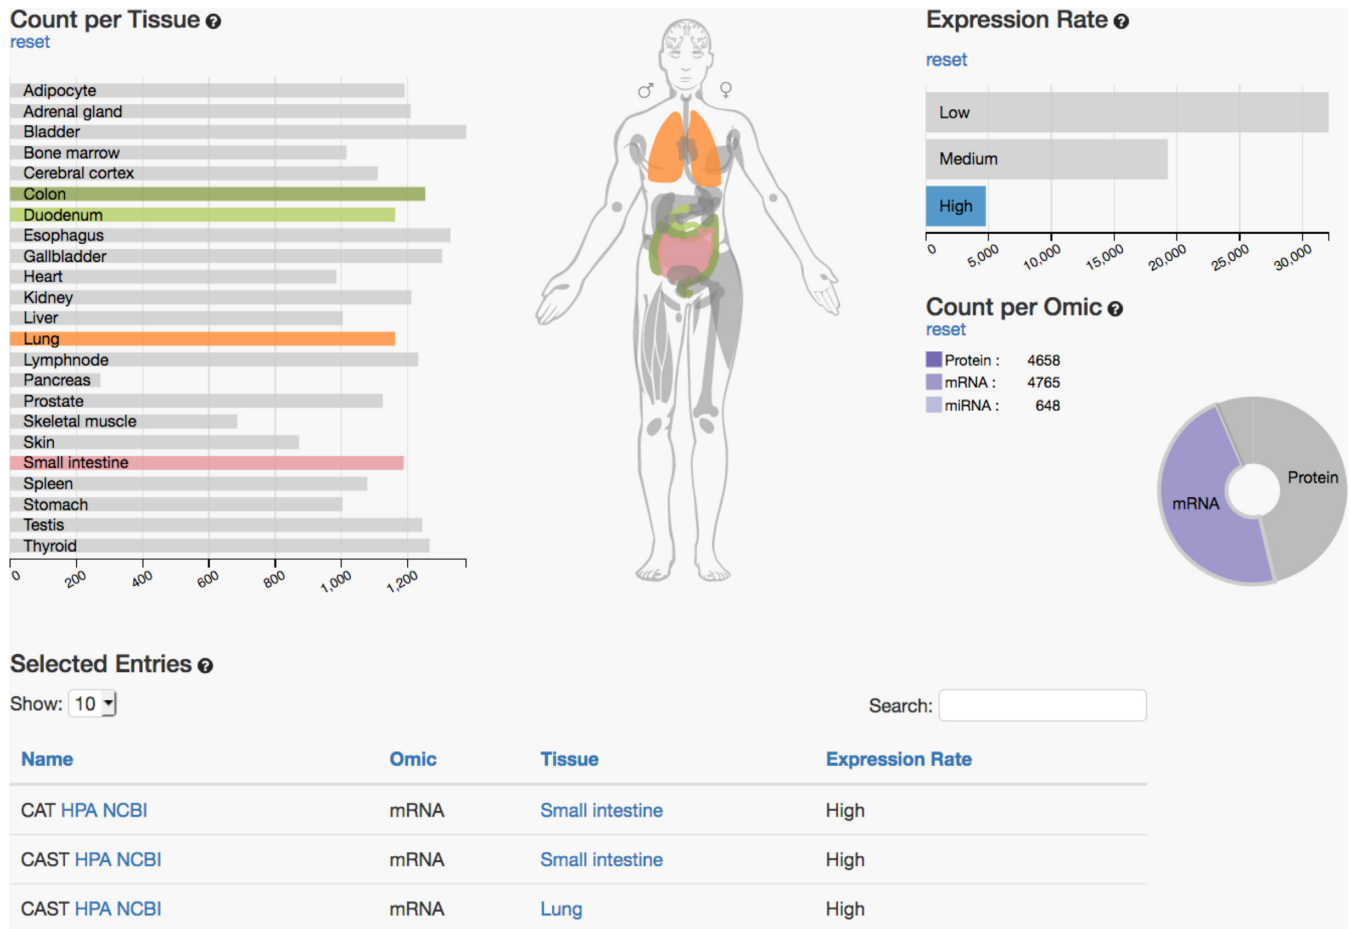 Count per Tissue ?
reset
Adipocyte
Adrenal gland
Bladder
Bone marrow
Cerebral cortex
Colon
Duodenum
Esophagus
Gallbladder
Heart
Kidney
Liver
Lung
Lymphnode
Pancreas
Prostate
Skeletal muscle
Skin
Small intestine
Spleen
Stomach
Testis
Thyroid
0 200 400 600 800 1,000 1,200
♂ ♀
Expression Rate ?
reset
Low
Medium
High
0 5,000 10,000 15,000 20,000 25,000 30,000
Count per Omic ?
reset
Protein : 4658
mRNA : 4765
miRNA : 648
Protein
mRNA
Selected Entries ?
Show: 10
Search:
Name Omic Tissue Expression Rate
CAT HPA NCBI mRNA Small intestine High
CAST HPA NCBI mRNA Small intestine High
CAST HPA NCBI mRNA Lung High